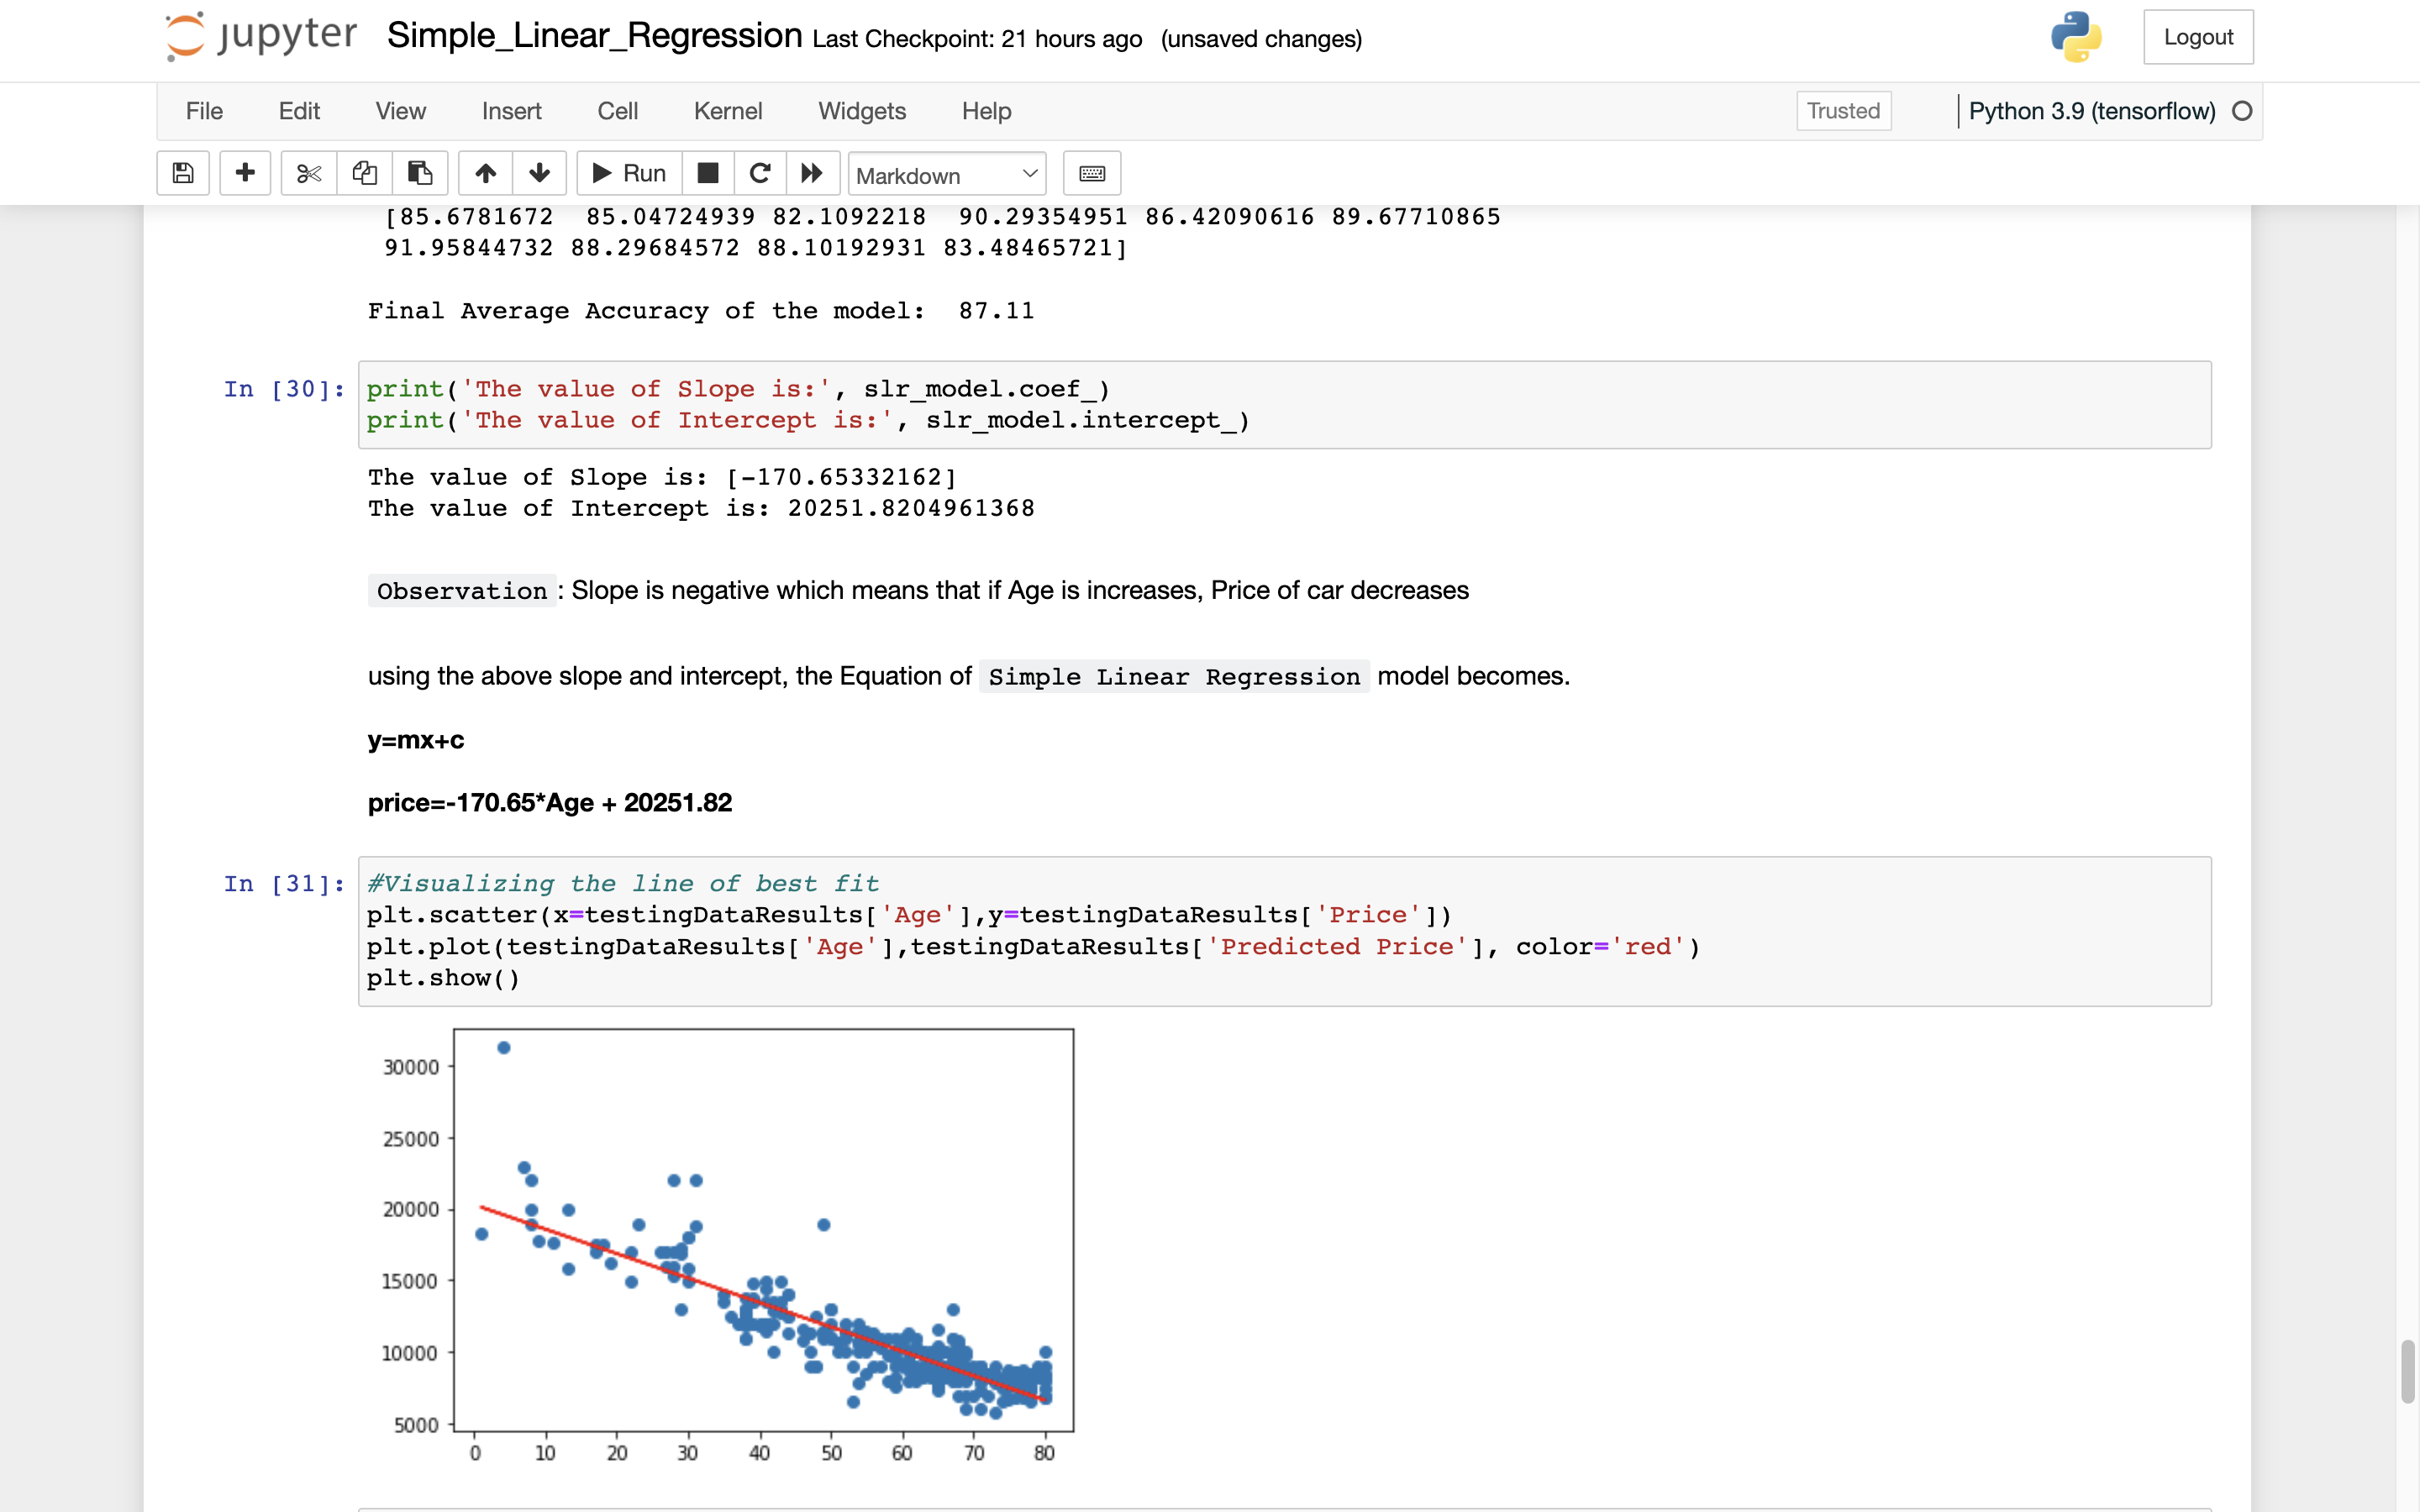 jupyter Simple_Linear_Regression Last Checkpoint: 21 hours ago (unsaved changes)
Logout
File Edit View Insert Cell Kernel Widgets Help
Trusted
Python 3.9 (tensorflow)
Run
Markdown
[85.6781672 85.04724939 82.1092218 90.29354951 86.42090616 89.67710865
91.95844732 88.29684572 88.10192931 83.48465721]
Final Average Accuracy of the model: 87.11
In [30]:
print('The value of Slope is:', slr_model.coef_)
print('The value of Intercept is:', slr_model.intercept_)
The value of Slope is: [-170.65332162]
The value of Intercept is: 20251.8204961368
Observation : Slope is negative which means that if Age is increases, Price of car decreases
using the above slope and intercept, the Equation of Simple Linear Regression model becomes.
y=mx+c
price=-170.65*Age + 20251.82
In [31]:
#Visualizing the line of best fit
plt.scatter(x=testingDataResults['Age'],y=testingDataResults['Price'])
plt.plot(testingDataResults['Age'],testingDataResults['Predicted Price'], color='red')
plt.show()
30000
25000
20000
15000
10000
5000
0 10 20 30 40 50 60 70 80